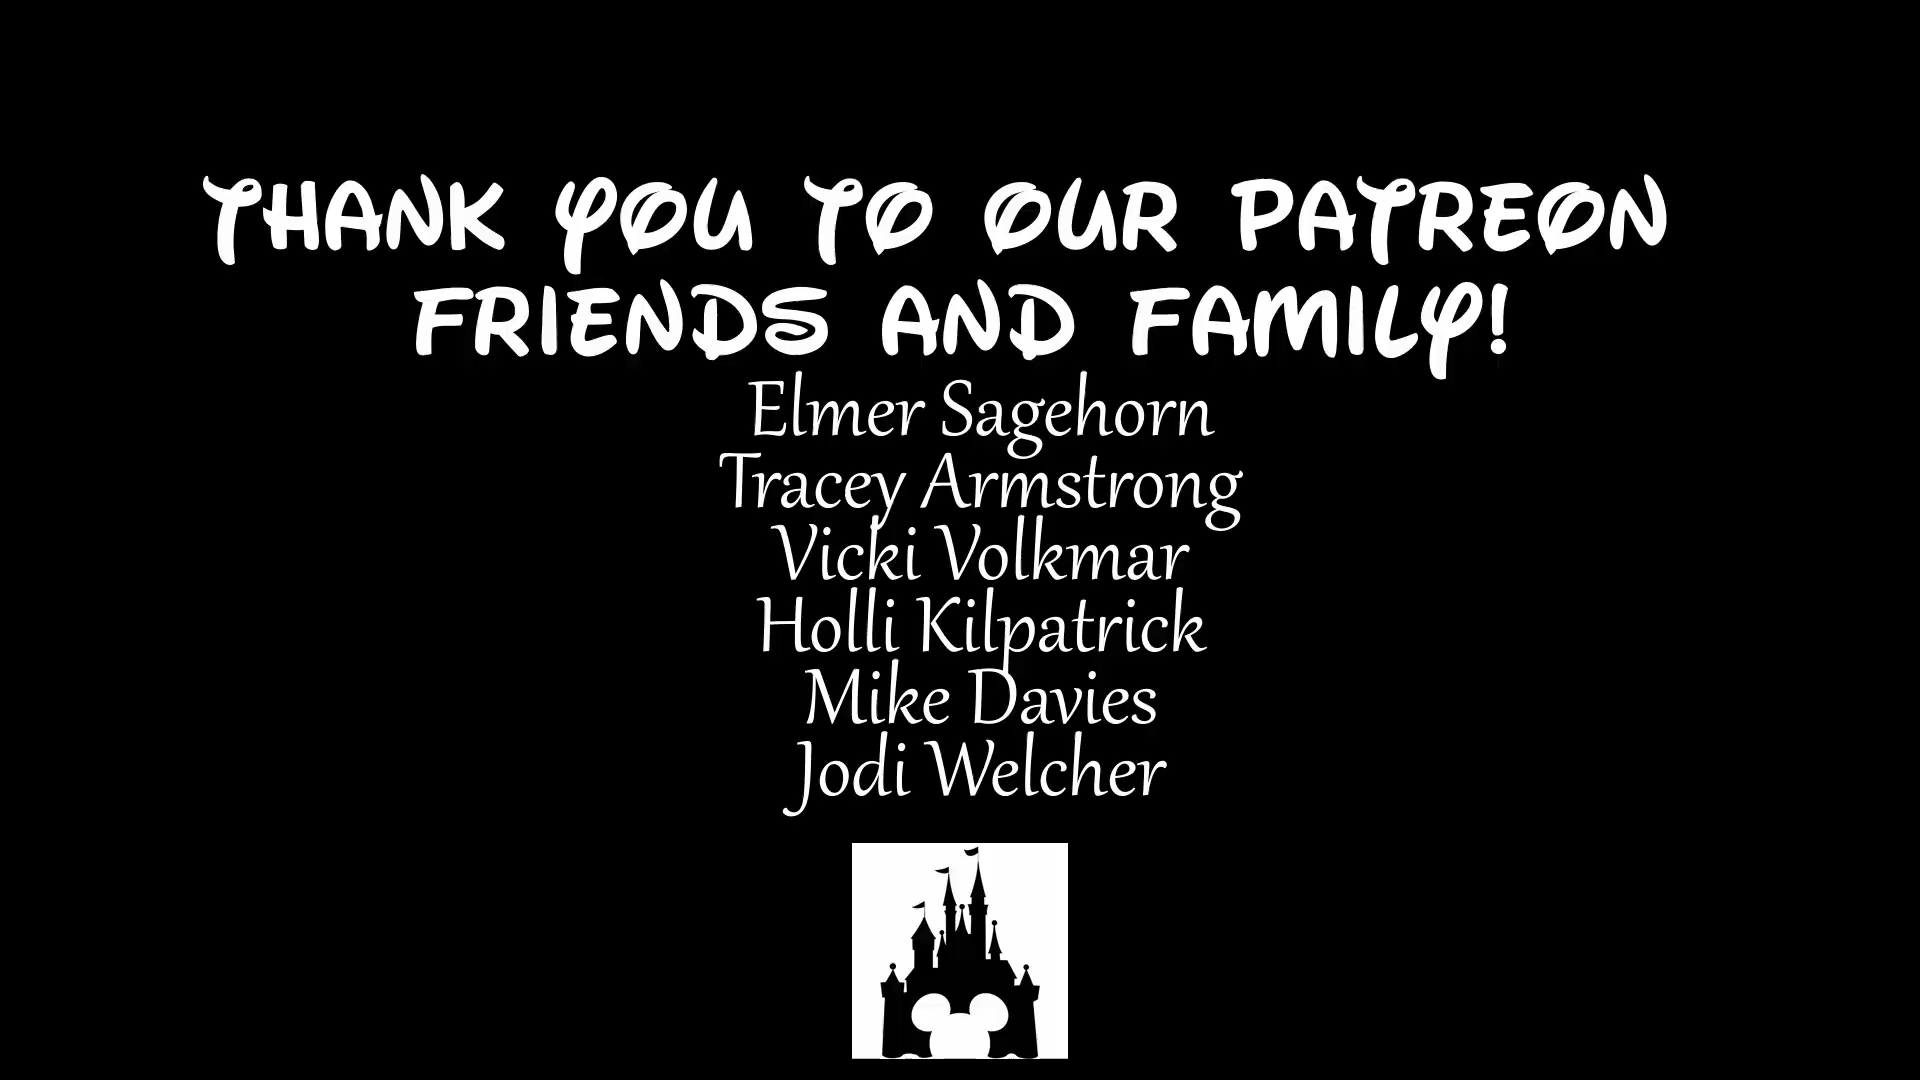 THANK YOU TO OUR PATREON
FRIENDS AND FAMILY!
Elmer Sagehorn
Tracey Armstrong
Vicki Volkmar
Holli Kilpatrick
Mike Davies
Jodi Welcher